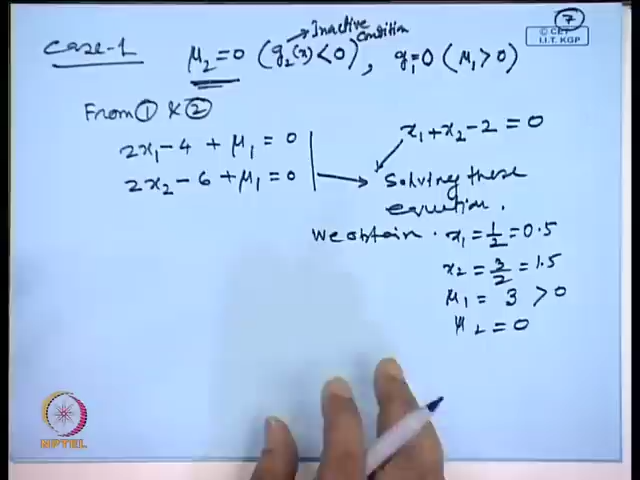 7
© CET
I.I.T. KGP
Inactive Condition
Case-1 μ₂=0 (g₂(x)<0), g₁=0 (μ₁>0)
From ① & ②
2x₁-4 + μ₁ = 0
2x₂-6 + μ₁ = 0
x₁+x₂-2 = 0
Solving these
equation.
We obtain. x₁ = 1/2 = 0.5
x₂ = 3/2 = 1.5
μ₁ = 3 > 0
μ₂ = 0
NPTEL